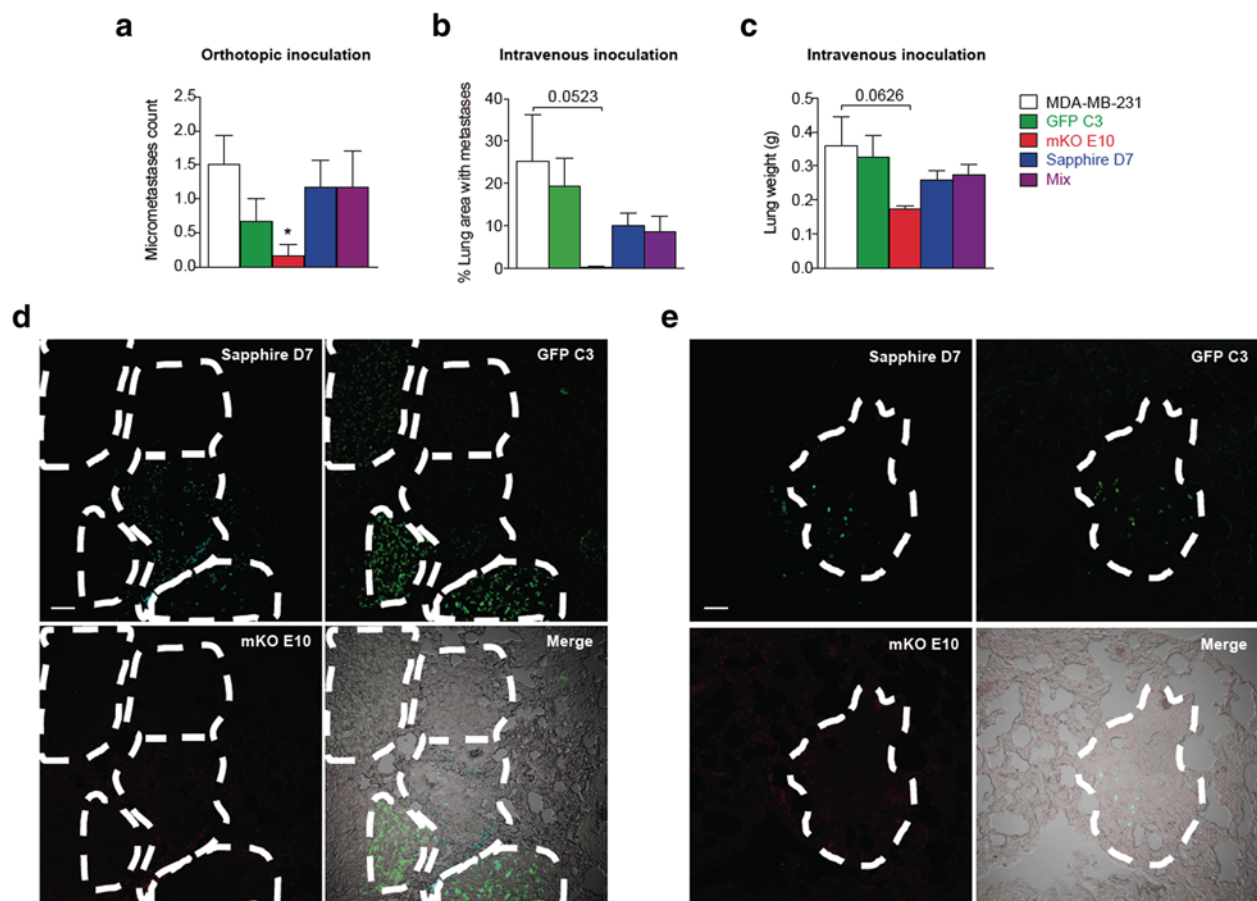 a
Orthotopic inoculation
Micrometastases count
2.5
2.0
1.5
1.0
0.5
0.0
*
b
Intravenous inoculation
% Lung area with metastases
40
30
20
10
0
0.0523
c
Intravenous inoculation
Lung weight (g)
0.5
0.4
0.3
0.2
0.1
0.0
0.0626
MDA-MB-231
GFP C3
mKO E10
Sapphire D7
Mix
d
Sapphire D7
GFP C3
mKO E10
Merge
e
Sapphire D7
GFP C3
mKO E10
Merge